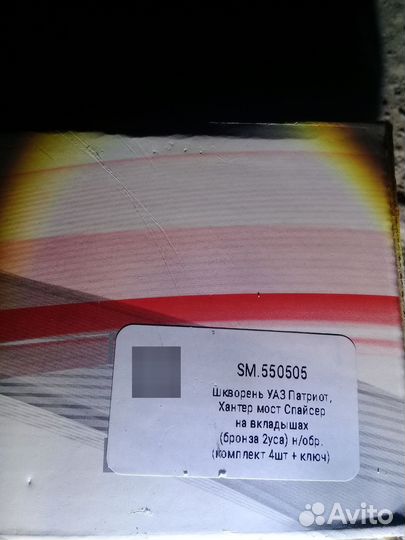 SM.550505
Шкворень УАЗ Патриот,
Хантер мост Спайсер
на вкладышах
(бронза 2уса) н/обр.
(комплект 4шт + ключ)
Avito